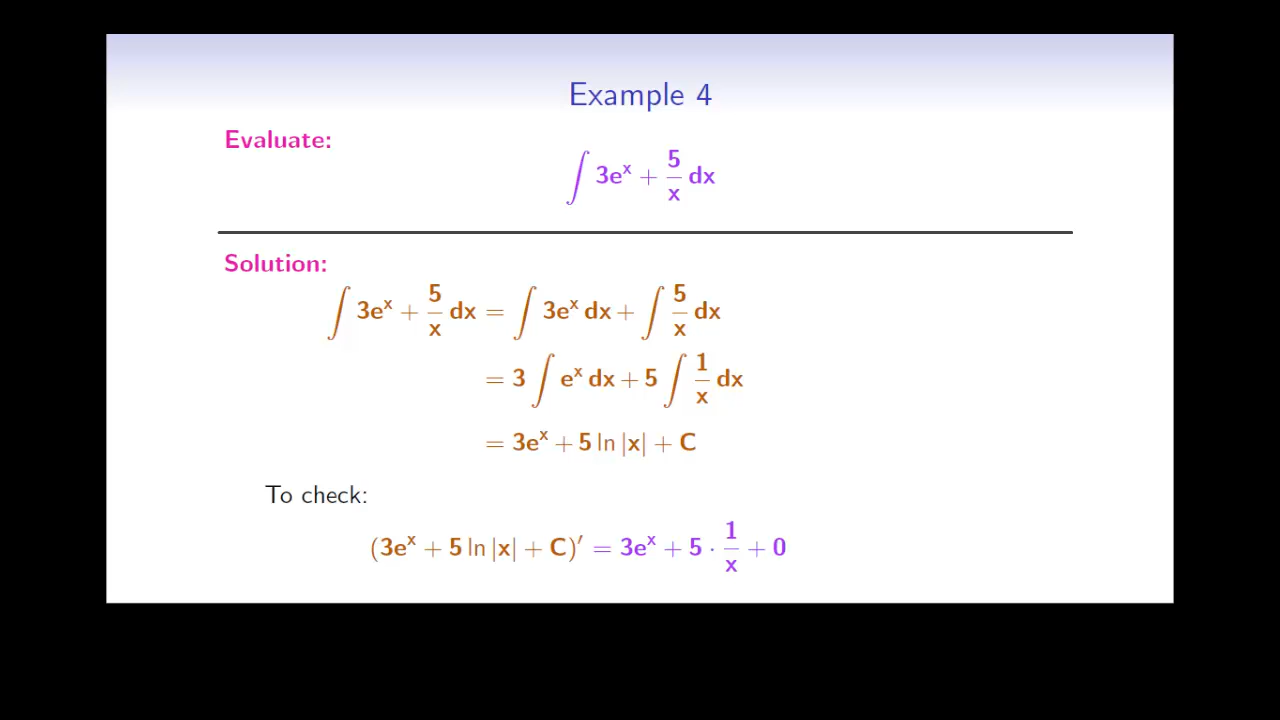 Example 4
Evaluate:
∫ 3eˣ + 5/x dx
Solution:
∫ 3eˣ + 5/x dx = ∫ 3eˣ dx + ∫ 5/x dx
= 3 ∫ eˣ dx + 5 ∫ 1/x dx
= 3eˣ + 5 ln |x| + C
To check:
(3eˣ + 5 ln |x| + C)′ = 3eˣ + 5 · 1/x + 0